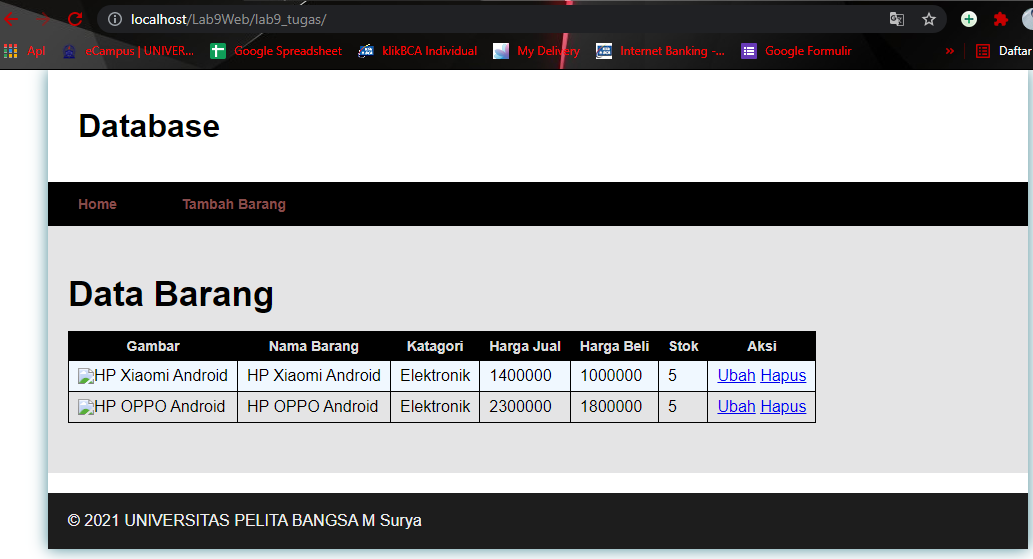 localhost/Lab9Web/lab9_tugas/
Apl eCampus | UNIVER... Google Spreadsheet klikBCA Individual My Delivery Internet Banking -... Google Formulir » Daftar
Database
Home Tambah Barang
Data Barang
Gambar Nama Barang Katagori Harga Jual Harga Beli Stok Aksi
HP Xiaomi Android HP Xiaomi Android Elektronik 1400000 1000000 5 Ubah Hapus
HP OPPO Android HP OPPO Android Elektronik 2300000 1800000 5 Ubah Hapus
© 2021 UNIVERSITAS PELITA BANGSA M Surya